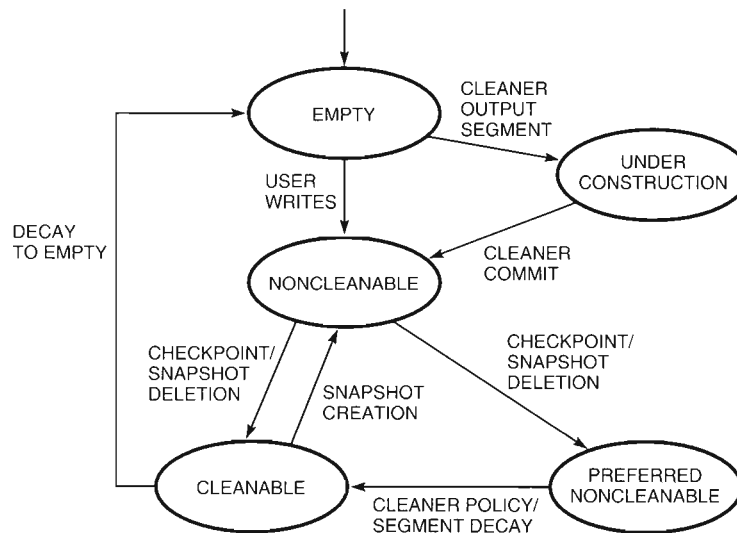 EMPTY
CLEANER
OUTPUT
SEGMENT
UNDER
CONSTRUCTION
USER
WRITES
DECAY
TO EMPTY
CLEANER
COMMIT
NONCLEANABLE
CHECKPOINT/
SNAPSHOT
DELETION
SNAPSHOT
CREATION
CHECKPOINT/
SNAPSHOT
DELETION
CLEANABLE
CLEANER POLICY/
SEGMENT DECAY
PREFERRED
NONCLEANABLE